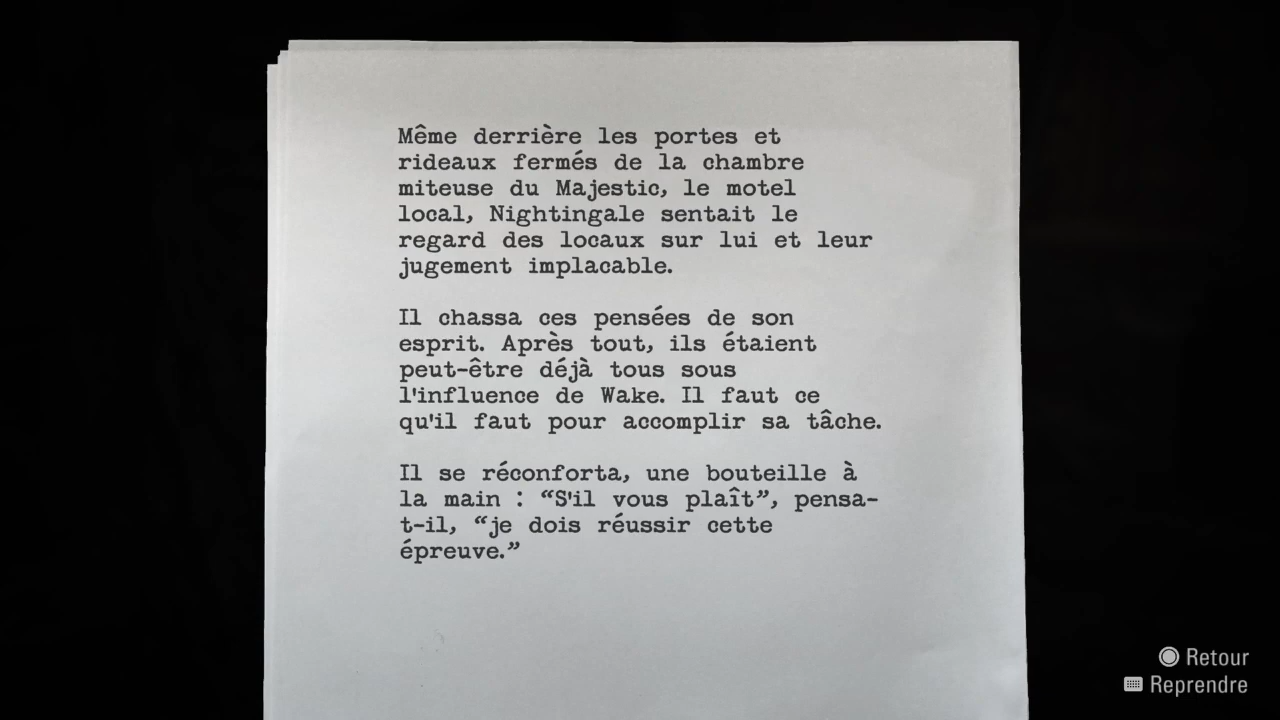 Même derrière les portes et
rideaux fermés de la chambre
miteuse du Majestic, le motel
local, Nightingale sentait le
regard des locaux sur lui et leur
jugement implacable.
Il chassa ces pensées de son
esprit. Après tout, ils étaient
peut-être déjà tous sous
l'influence de Wake. Il faut ce
qu'il faut pour accomplir sa tâche.
Il se réconforta, une bouteille à
la main : “S'il vous plaît”, pensa-
t-il, “je dois réussir cette
épreuve.”
Retour
Reprendre